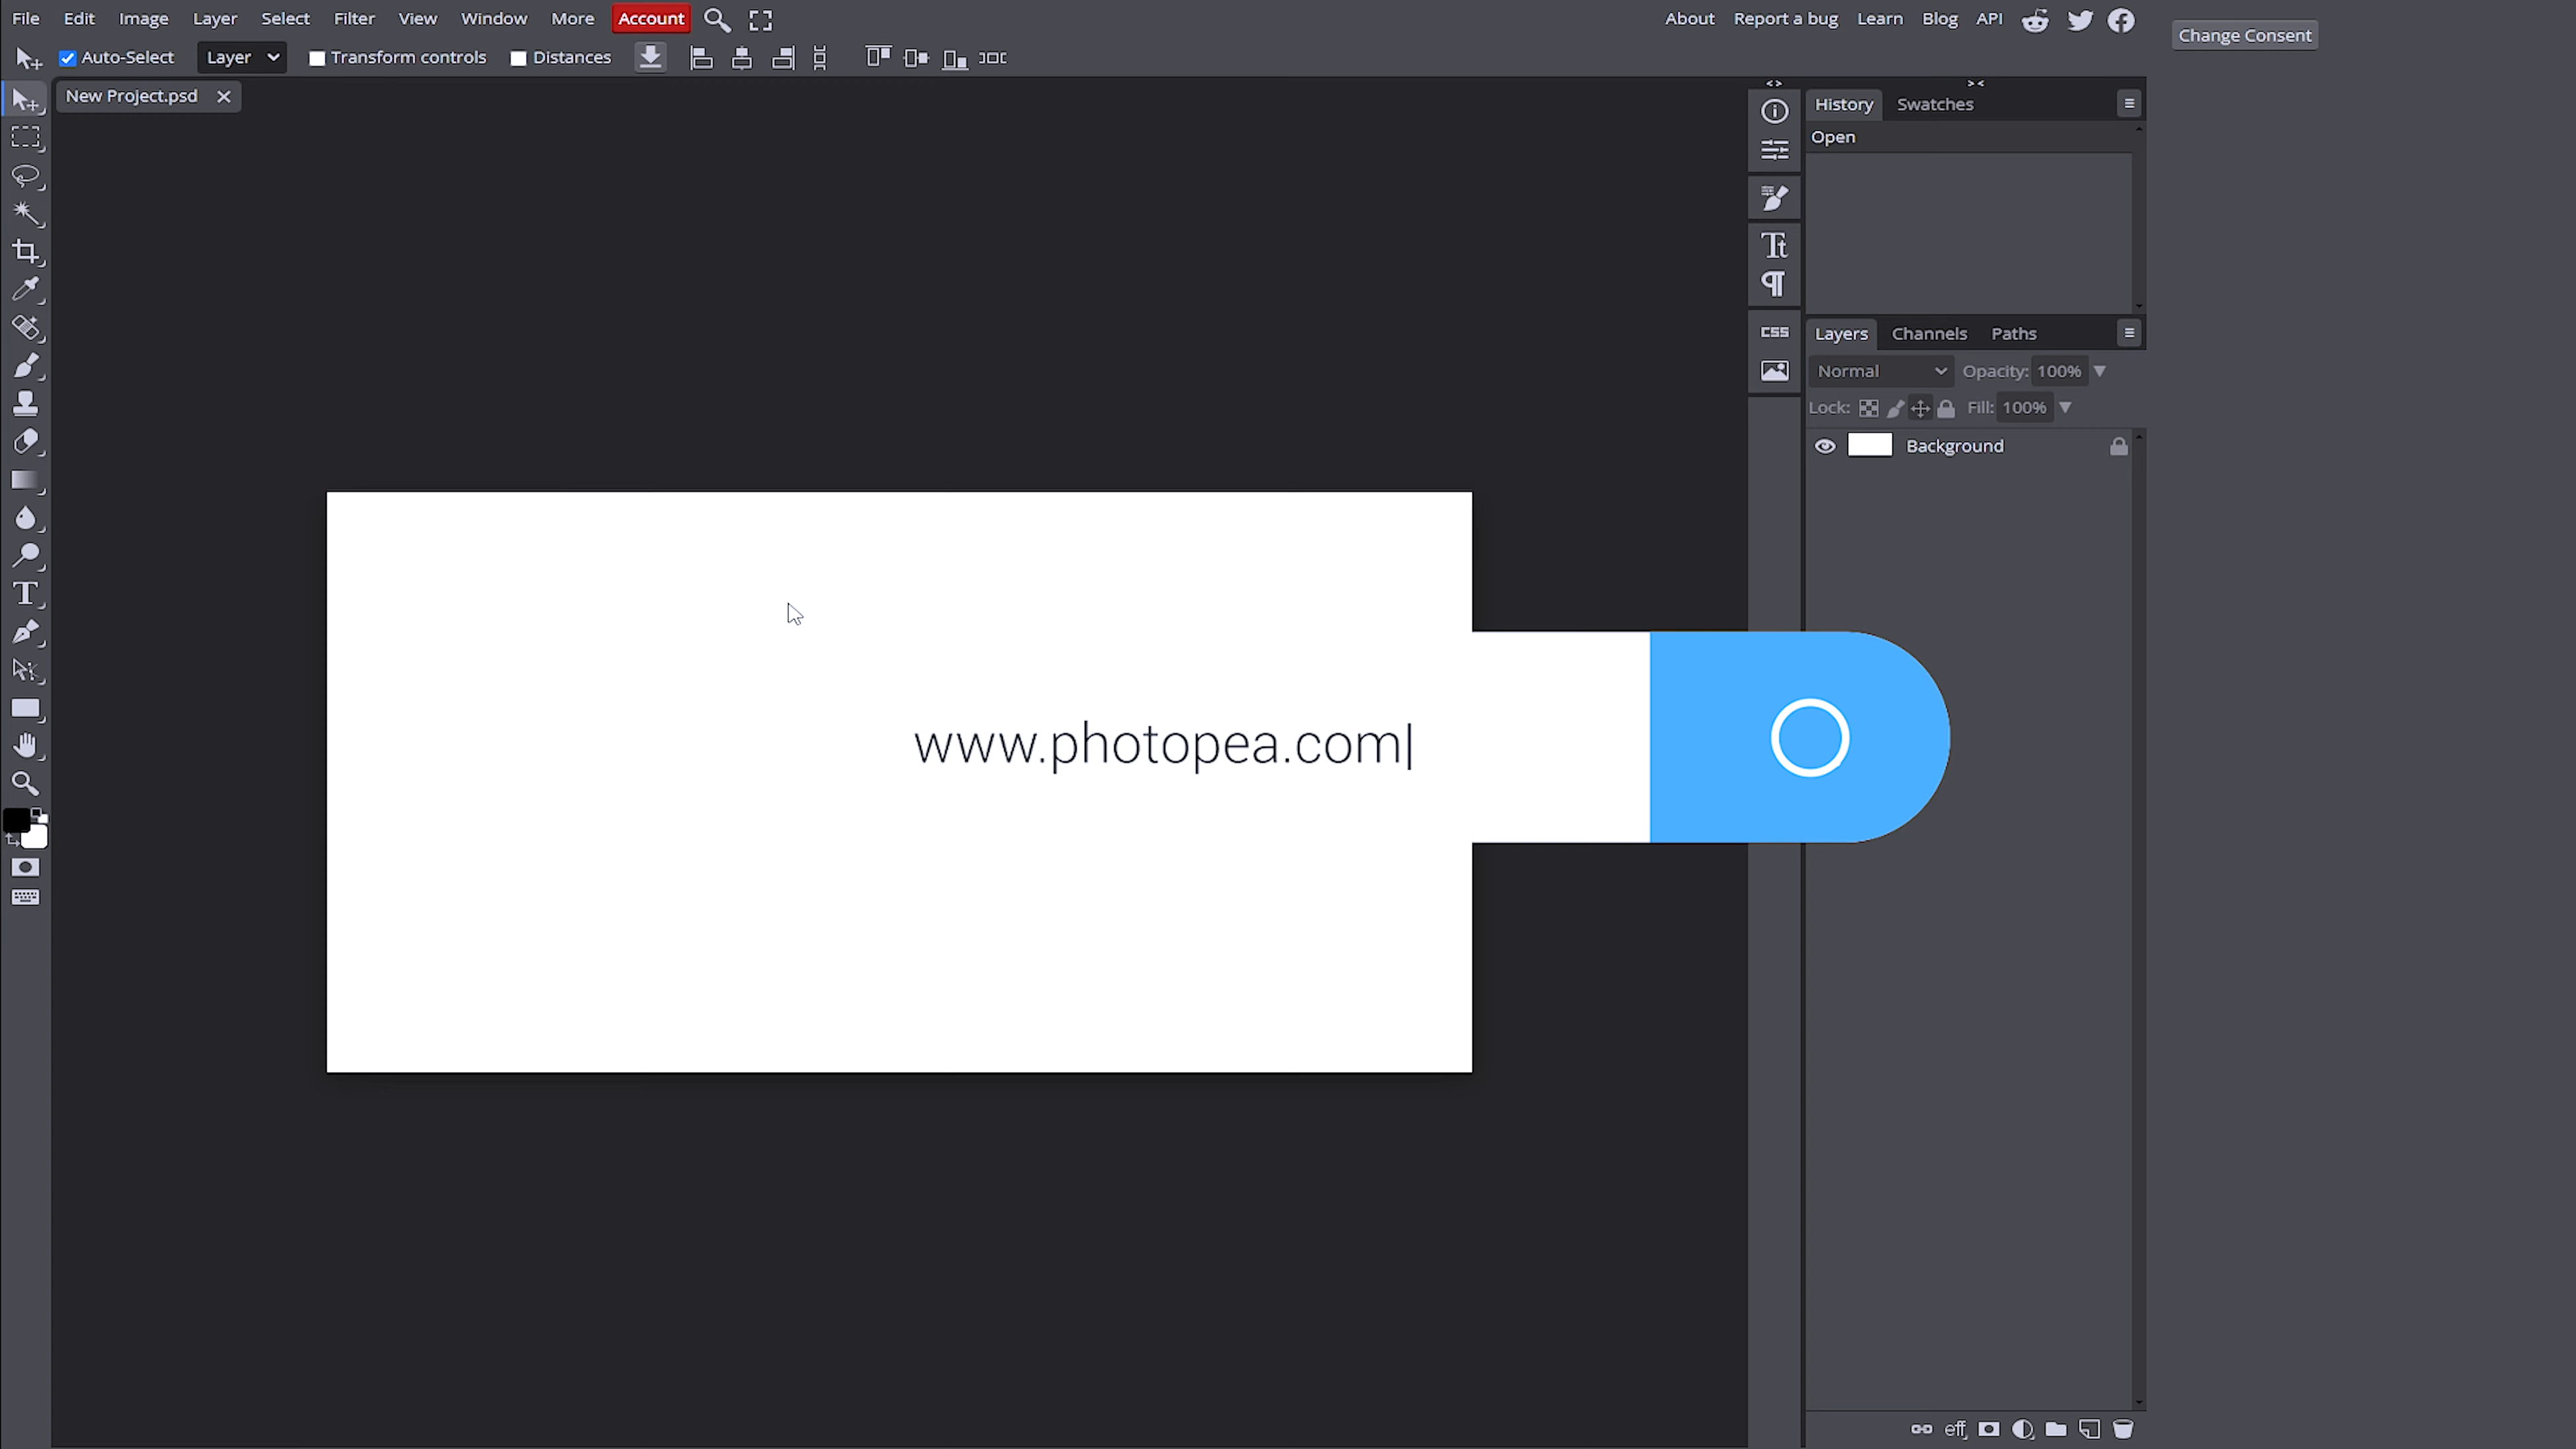 File Edit Image Layer Select Filter View Window More Account About Report a bug Learn Blog API
Change Consent
Auto-Select Layer Transform controls Distances
New Project.psd
History Swatches
Open
Tt
CSS
Layers Channels Paths
Normal Opacity: 100%
Lock: Fill: 100%
Background
T
www.photopea.com
eff